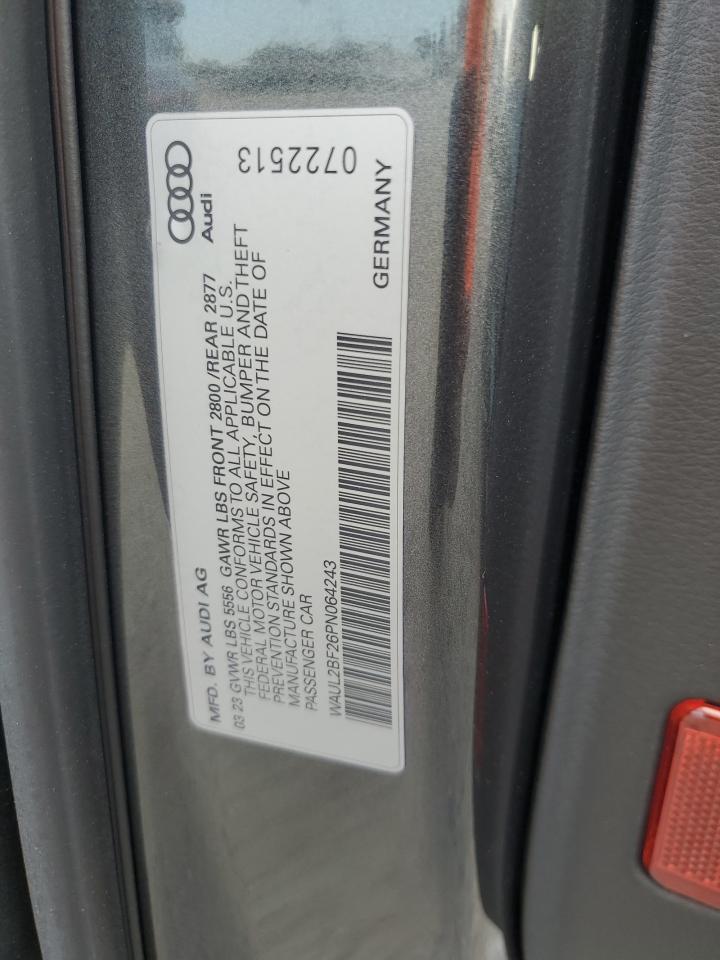 MFD. BY AUDI AG
Audi
03 23 GVWR LBS 5556 GAWR LBS FRONT 2800 /REAR 2877
THIS VEHICLE CONFORMS TO ALL APPLICABLE U.S.
FEDERAL MOTOR VEHICLE SAFETY, BUMPER AND THEFT
PREVENTION STANDARDS IN EFFECT ON THE DATE OF
MANUFACTURE SHOWN ABOVE
PASSENGER CAR
0722513
WAUL2BF26PN064243
GERMANY